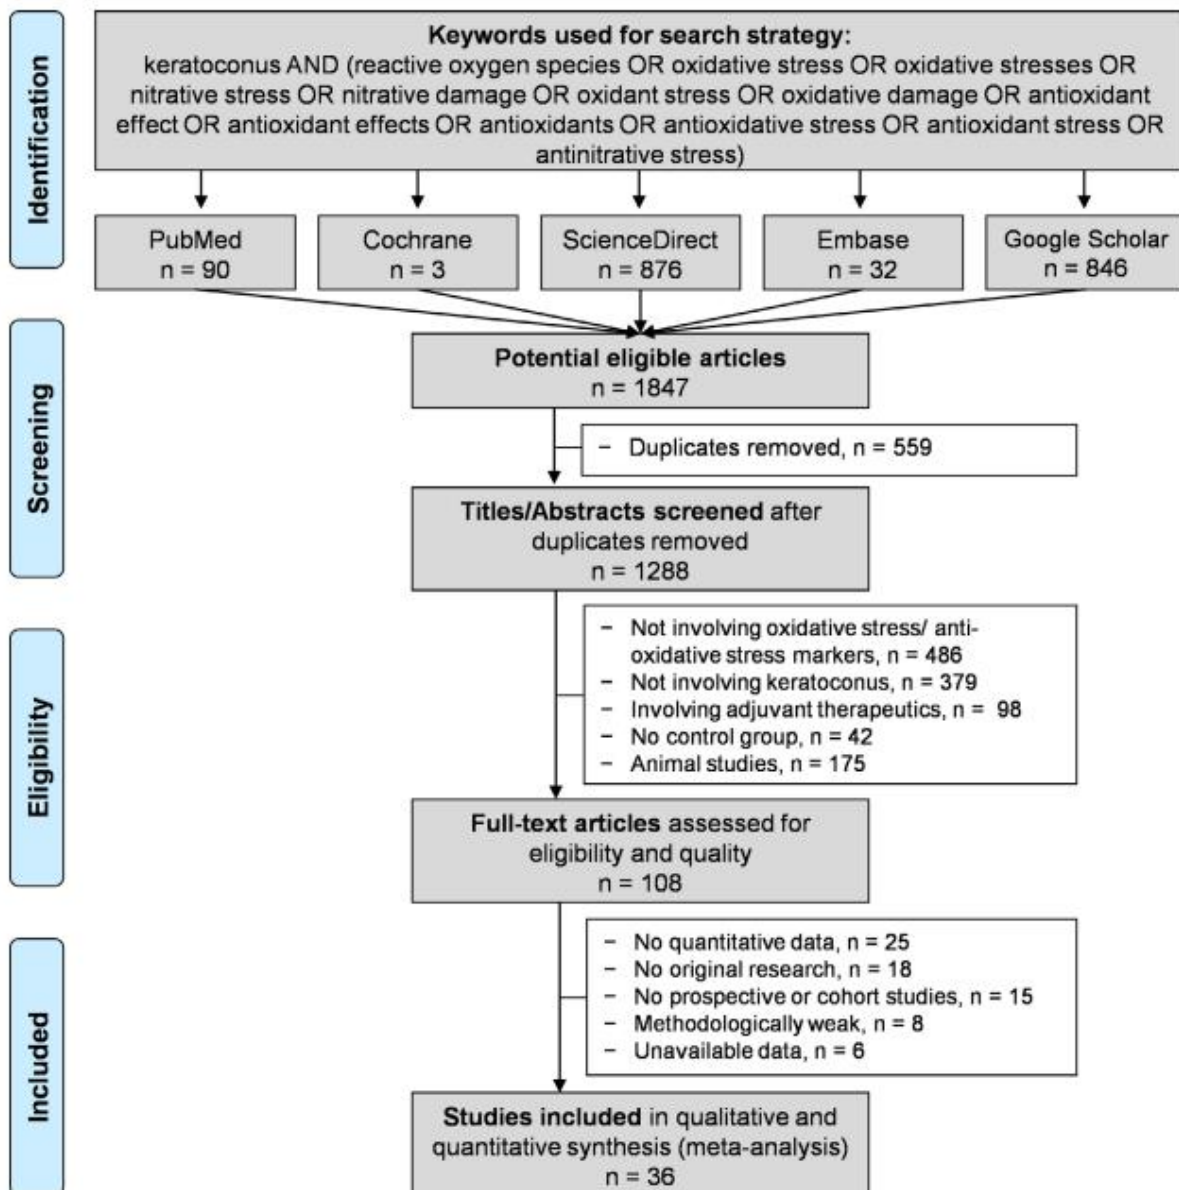 Identification
Keywords used for search strategy:
keratoconus AND (reactive oxygen species OR oxidative stress OR oxidative stresses OR
nitrative stress OR nitrative damage OR oxidant stress OR oxidative damage OR antioxidant
effect OR antioxidant effects OR antioxidants OR antioxidative stress OR antioxidant stress OR
antinitrative stress)
PubMed
n = 90
Cochrane
n = 3
ScienceDirect
n = 876
Embase
n = 32
Google Scholar
n = 846
Screening
Potential eligible articles
n = 1847
– Duplicates removed, n = 559
Titles/Abstracts screened after
duplicates removed
n = 1288
Eligibility
– Not involving oxidative stress/ anti-
oxidative stress markers, n = 486
– Not involving keratoconus, n = 379
– Involving adjuvant therapeutics, n = 98
– No control group, n = 42
– Animal studies, n = 175
Full-text articles assessed for
eligibility and quality
n = 108
Included
– No quantitative data, n = 25
– No original research, n = 18
– No prospective or cohort studies, n = 15
– Methodologically weak, n = 8
– Unavailable data, n = 6
Studies included in qualitative and
quantitative synthesis (meta-analysis)
n = 36